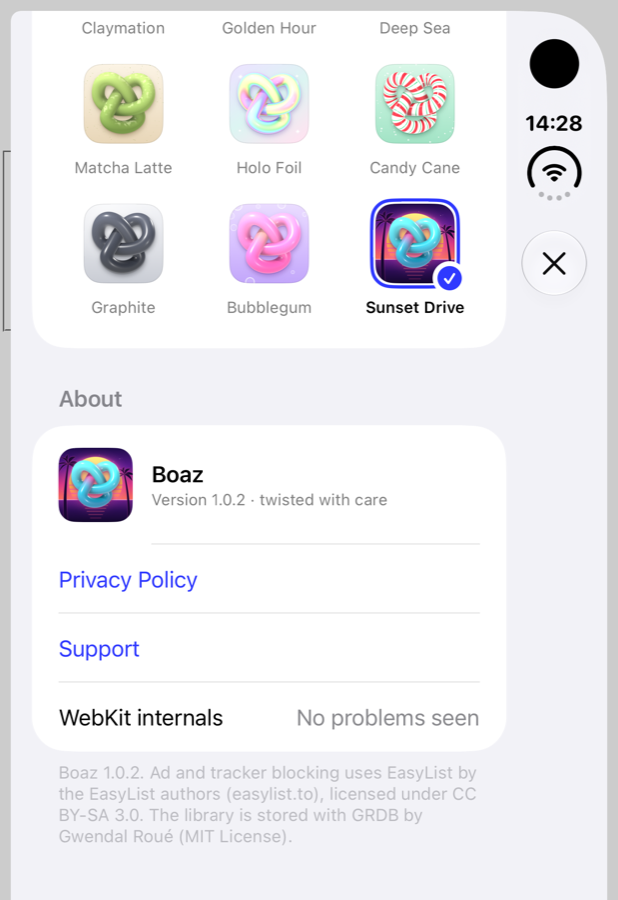 Claymation
Golden Hour
Deep Sea
14:28
Matcha Latte
Holo Foil
Candy Cane
Graphite
Bubblegum
Sunset Drive
About
Boaz
Version 1.0.2 · twisted with care
Privacy Policy
Support
WebKit internals
No problems seen
Boaz 1.0.2. Ad and tracker blocking uses EasyList by
the EasyList authors (easylist.to), licensed under CC
BY-SA 3.0. The library is stored with GRDB by
Gwendal Roué (MIT License).